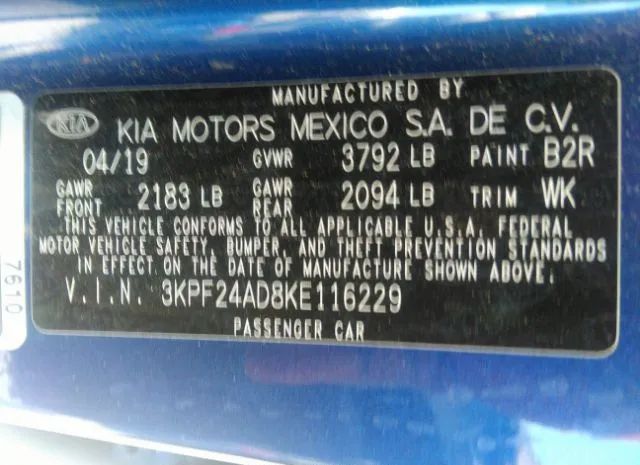 MANUFACTURED BY
KIA KIA MOTORS MEXICO S.A. DE C.V.
04/19 GVWR 3792 LB PAINT B2R
GAWR FRONT 2183 LB GAWR REAR 2094 LB TRIM WK
THIS VEHICLE CONFORMS TO ALL APPLICABLE U.S.A. FEDERAL
MOTOR VEHICLE SAFETY, BUMPER, AND THEFT PREVENTION STANDARDS
IN EFFECT ON THE DATE OF MANUFACTURE SHOWN ABOVE.
V.I.N. 3KPF24AD8KE116229
PASSENGER CAR
7610